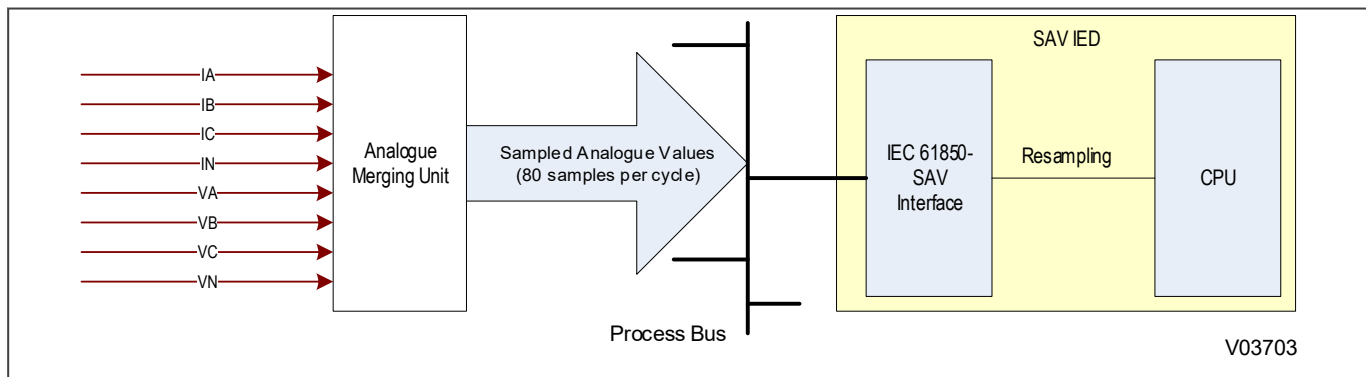 IA
IB
IC
IN
VA
VB
VC
VN
Analogue
Merging Unit
Sampled Analogue Values
(80 samples per cycle)
Process Bus
SAV IED
IEC 61850-
SAV
Interface
Resampling
CPU
V03703